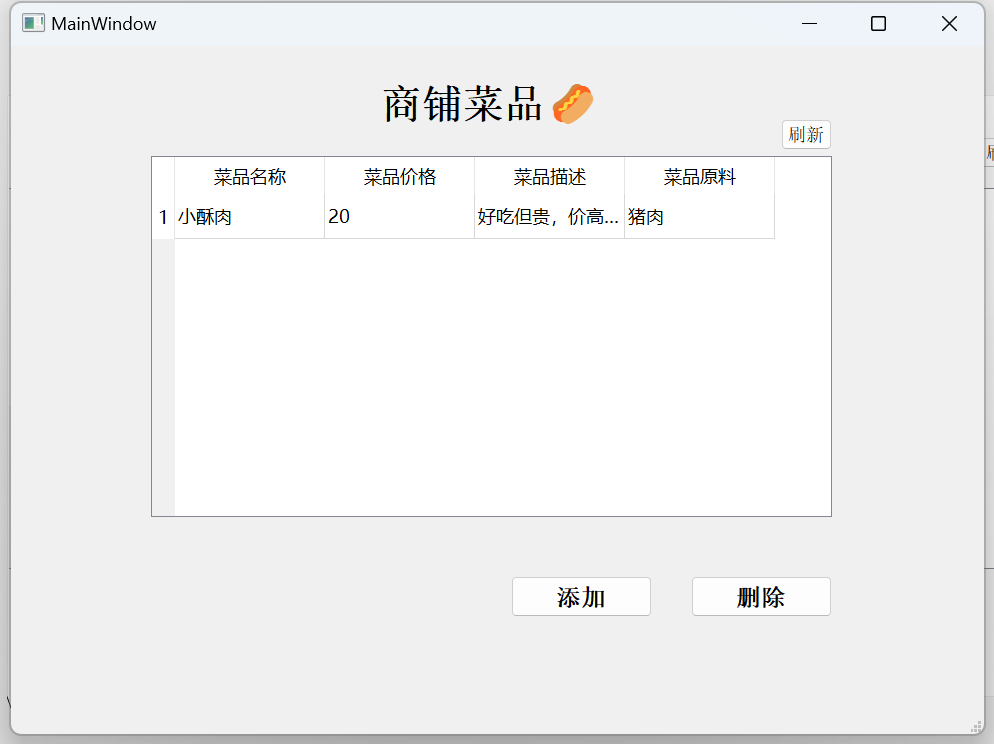 MainWindow
商铺菜品🌭
刷新
菜品名称 菜品价格 菜品描述 菜品原料
1 小酥肉 20 好吃但贵，价高... 猪肉
添加 删除